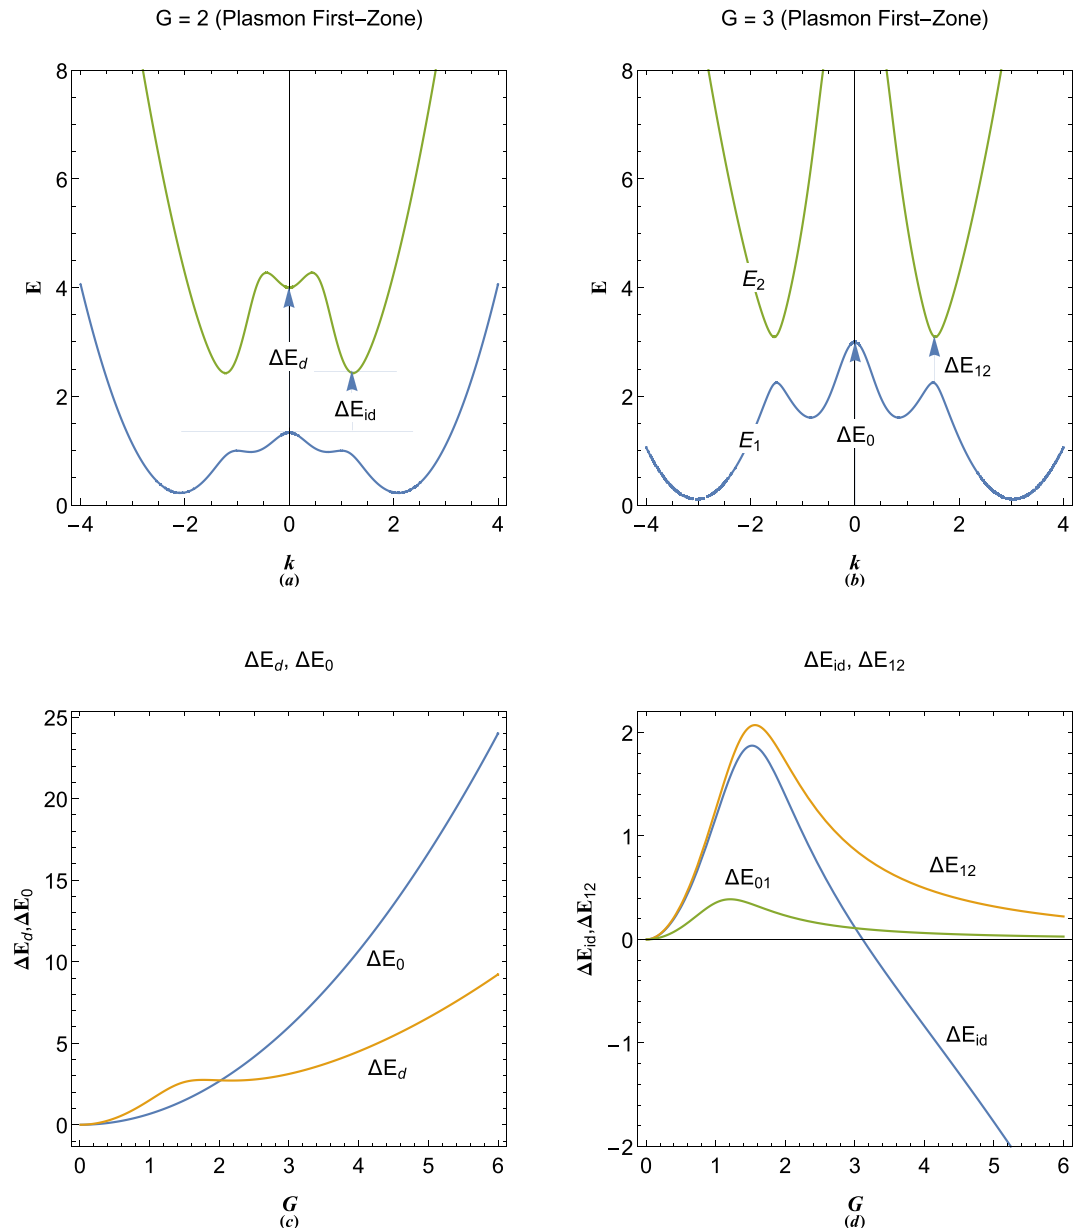 G = 2 (Plasmon First−Zone)
8
6
4
2
0
E
E
ΔE_d
ΔE_id
−4
−2
0
2
4
k
(a)
G = 3 (Plasmon First−Zone)
8
6
4
2
0
E
E_2
E_1
ΔE_0
ΔE_12
−4
−2
0
2
4
k
(b)
ΔE_d, ΔE_0
25
20
15
10
5
0
ΔE_d,ΔE_0
ΔE_0
ΔE_d
0
1
2
3
4
5
6
G
(c)
ΔE_id, ΔE_12
2
1
0
−1
−2
ΔE_id,ΔE_12
ΔE_12
ΔE_01
ΔE_id
0
1
2
3
4
5
6
G
(d)